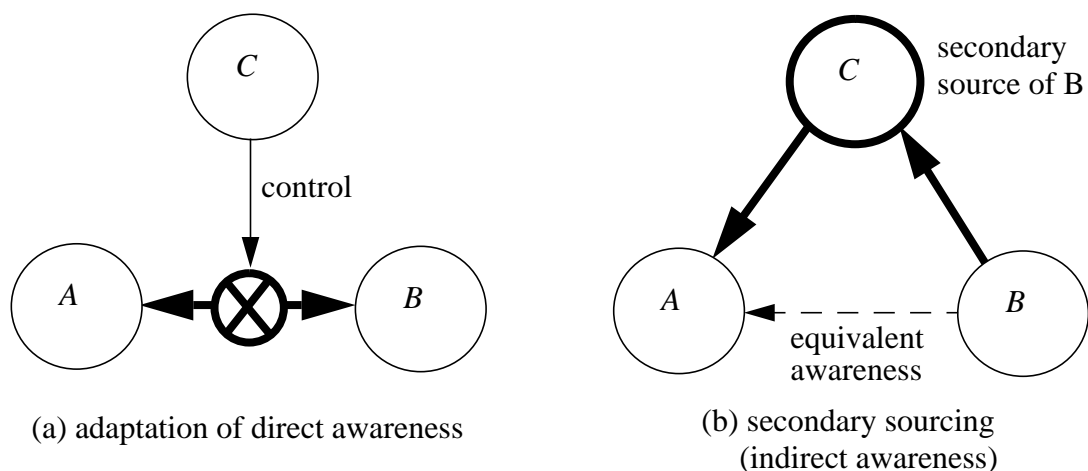 C
control
A
B
(a) adaptation of direct awareness
C
secondary
source of B
A
B
equivalent
awareness
(b) secondary sourcing
(indirect awareness)